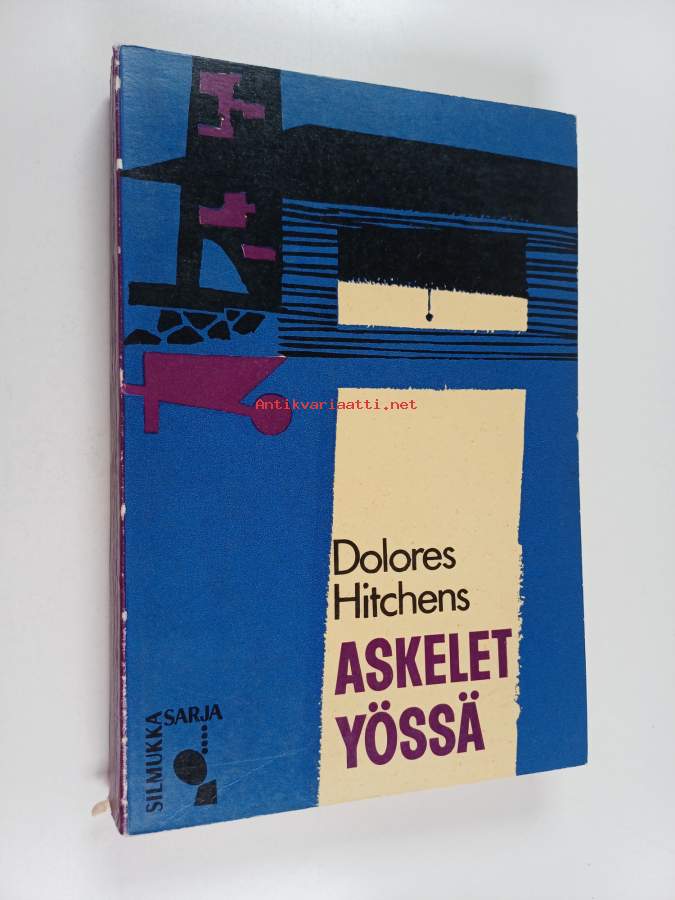 Antikvariaatti.net
Dolores
Hitchens
ASKELET
YÖSSÄ
SILMUKKA
SARJA